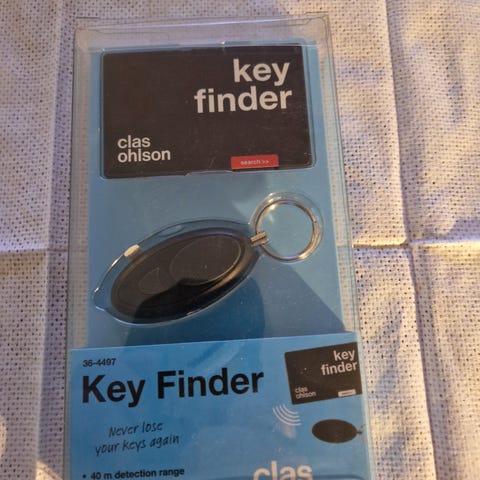 key
finder
clas
ohlson
search >>
36-4497
Key Finder
Never lose
your keys again
• 40 m detection range
key
finder
clas
ohlson
clas